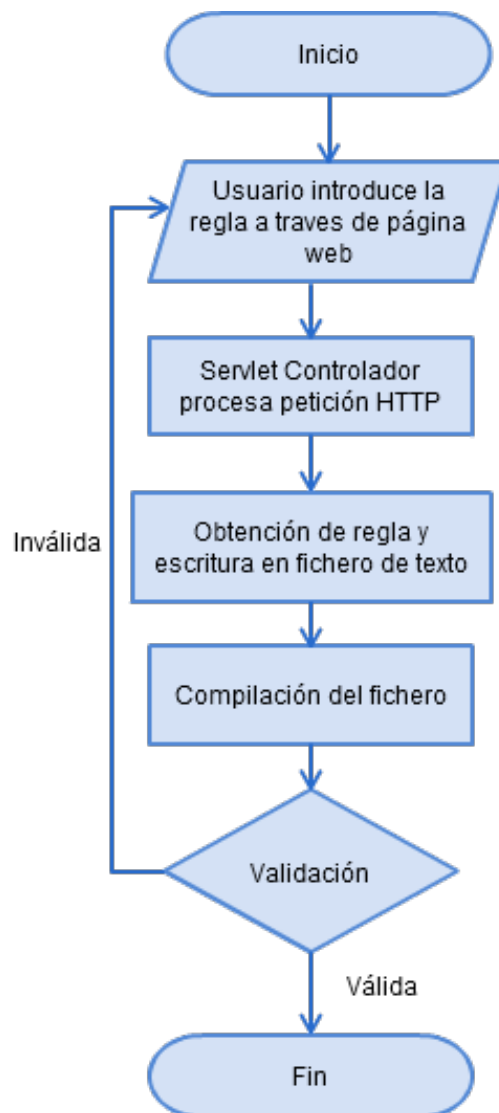 Inicio
Usuario introduce la
regla a traves de página
web
Servlet Controlador
procesa petición HTTP
Obtención de regla y
escritura en fichero de texto
Inválida
Compilación del fichero
Validación
Válida
Fin